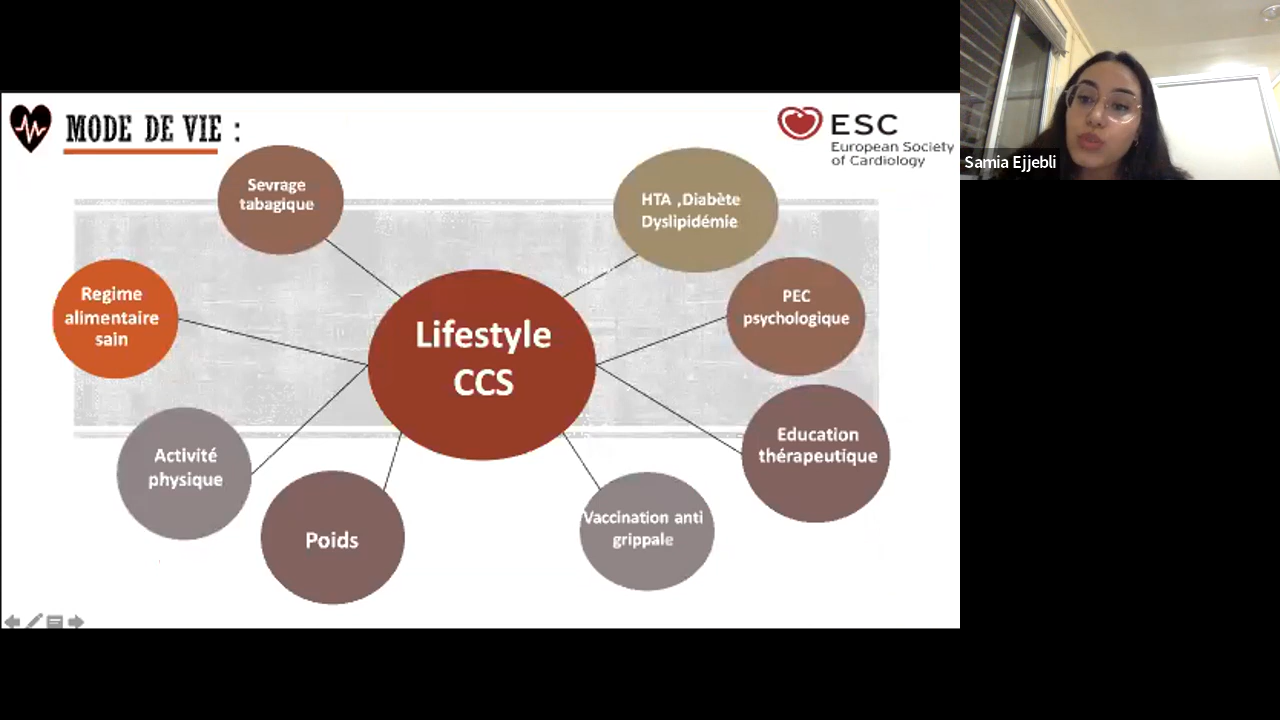 MODE DE VIE :
ESC
European Society
of Cardiology
Samia Ejjebli
Sevrage
tabagique
HTA ,Diabète
Dyslipidémie
Regime
alimentaire
sain
PEC
psychologique
Lifestyle
CCS
Activité
physique
Education
thérapeutique
Poids
Vaccination anti
grippale